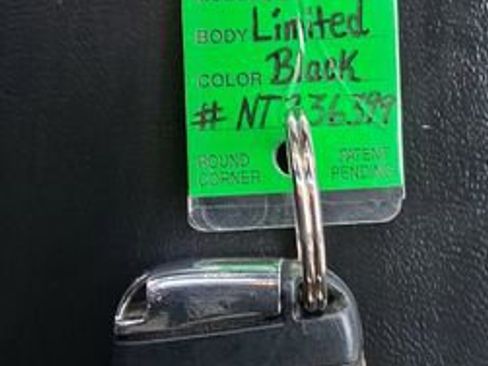 BODY Limited
COLOR Black
# NT336399
ROUND PATENT
CORNER PENDING